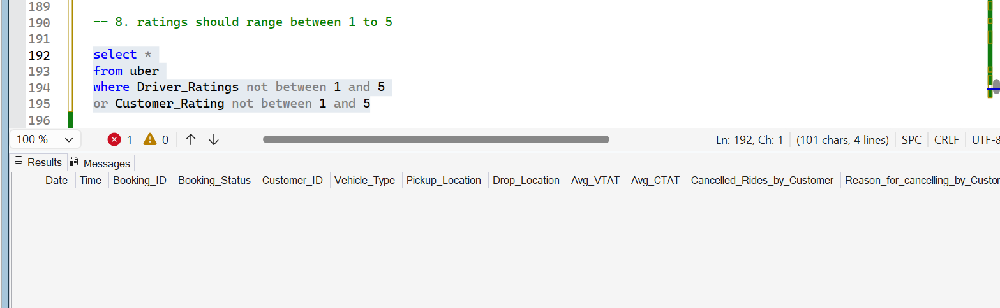 189
190 -- 8. ratings should range between 1 to 5
191
192 select *
193 from uber
194 where Driver_Ratings not between 1 and 5
195 or Customer_Rating not between 1 and 5
196
100 % 1 0 Ln: 192, Ch: 1 (101 chars, 4 lines) SPC CRLF UTF-8
Results Messages
Date Time Booking_ID Booking_Status Customer_ID Vehicle_Type Pickup_Location Drop_Location Avg_VTAT Avg_CTAT Cancelled_Rides_by_Customer Reason_for_cancelling_by_Custor